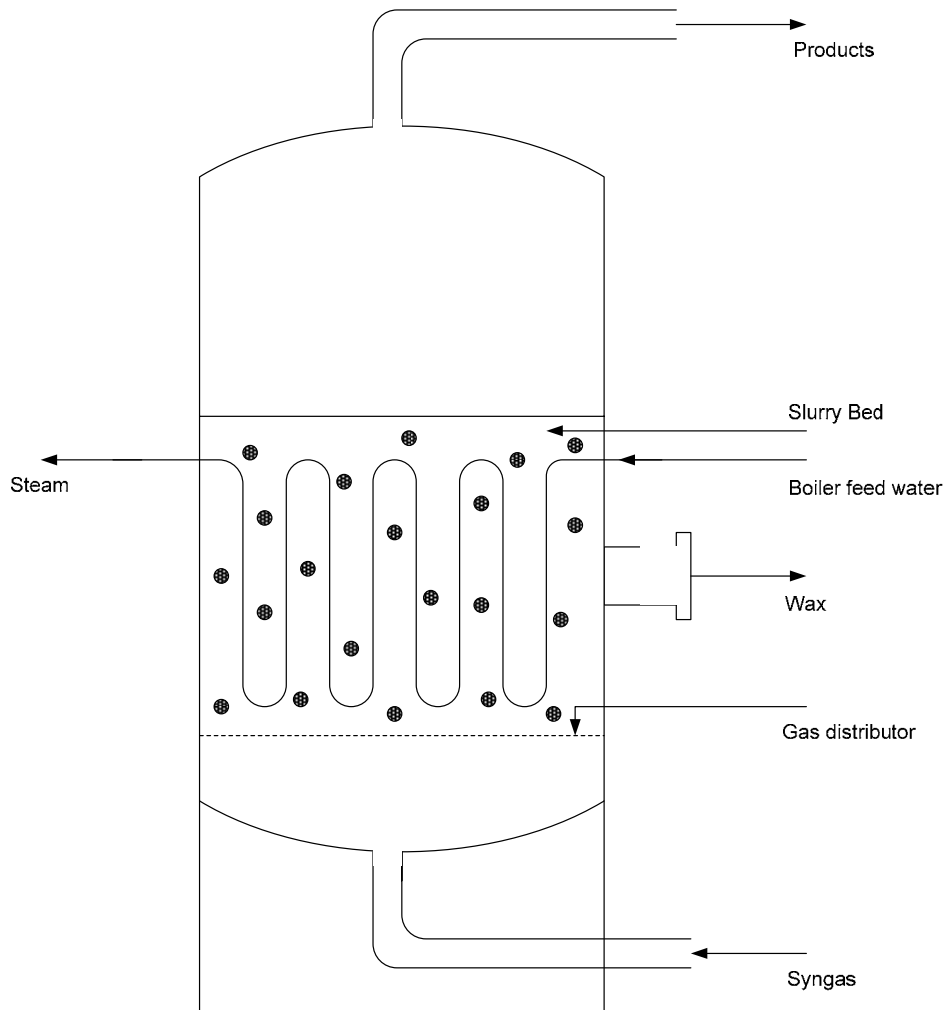 Products
Slurry Bed
Steam
Boiler feed water
Wax
Gas distributor
Syngas